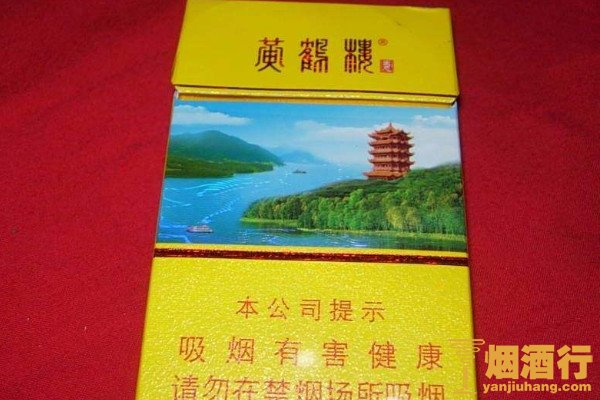 黄鹤楼®
本公司提示
吸烟有害健康
请勿在禁烟场所吸烟
烟酒行
yanjiuhang.com